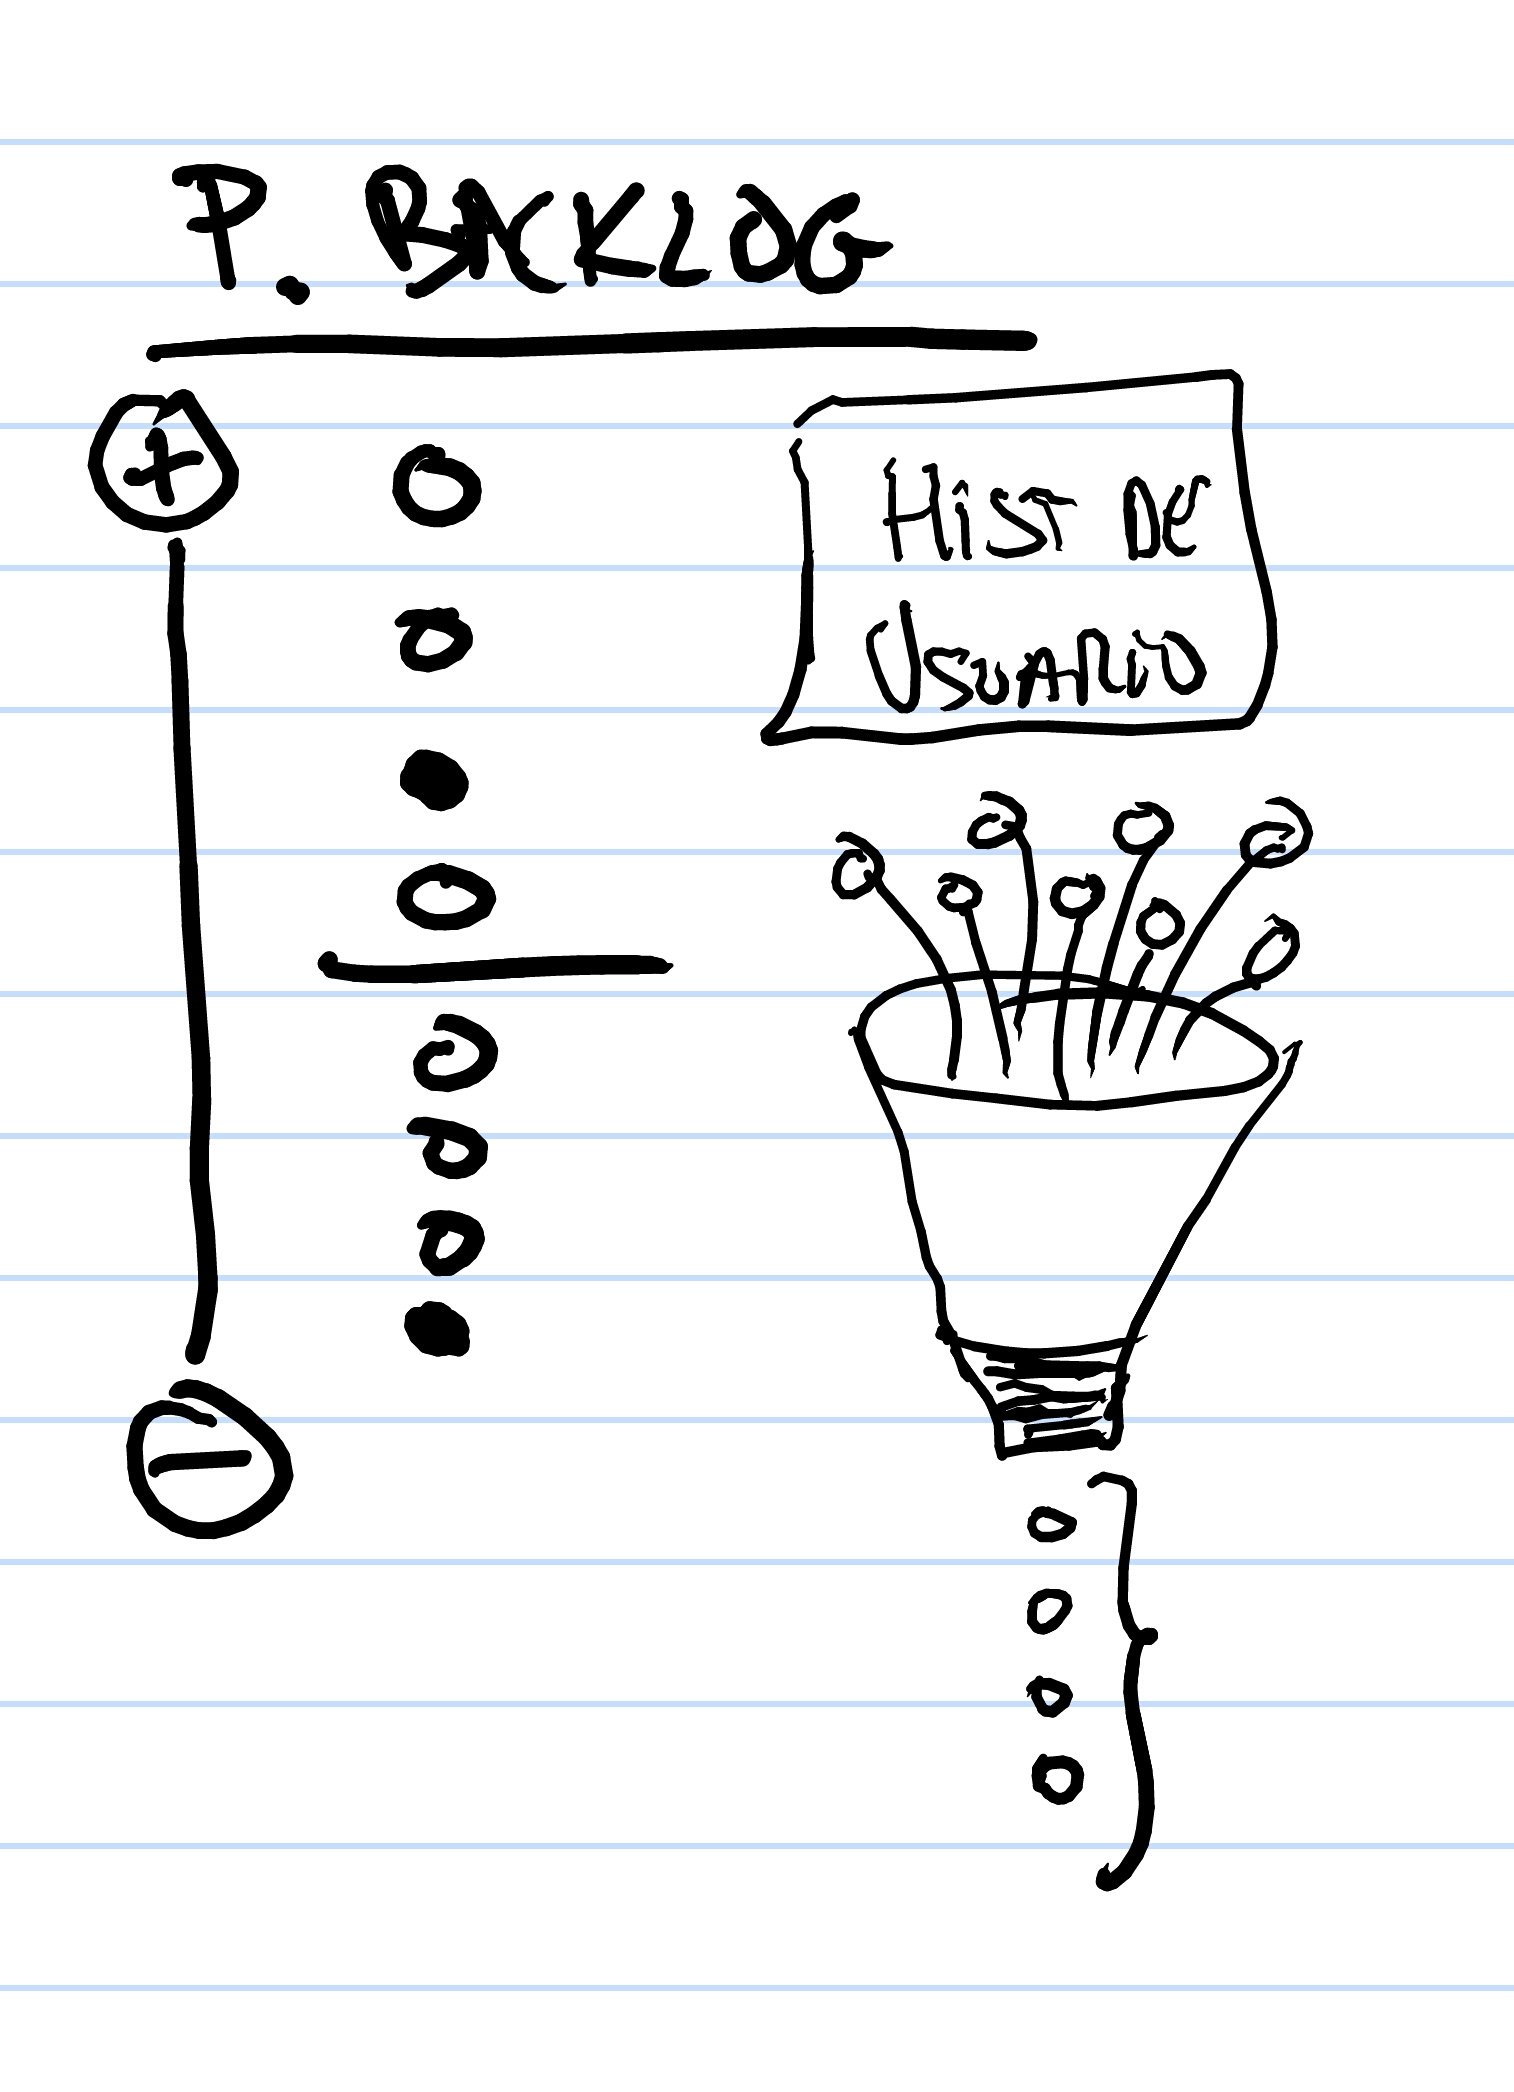 P. BACKLOG
+
HiST DE
USUARiO
-